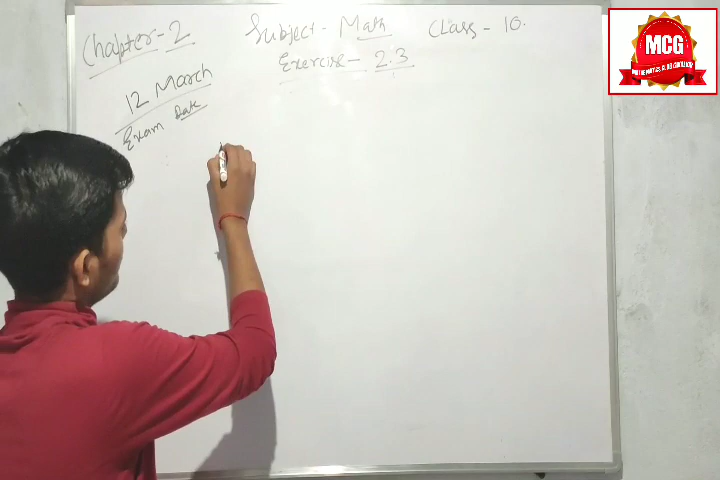 Chapter-2
Subject- Math
Class- 10.
Exercise- 2.3
12 March
Exam Date
MCG